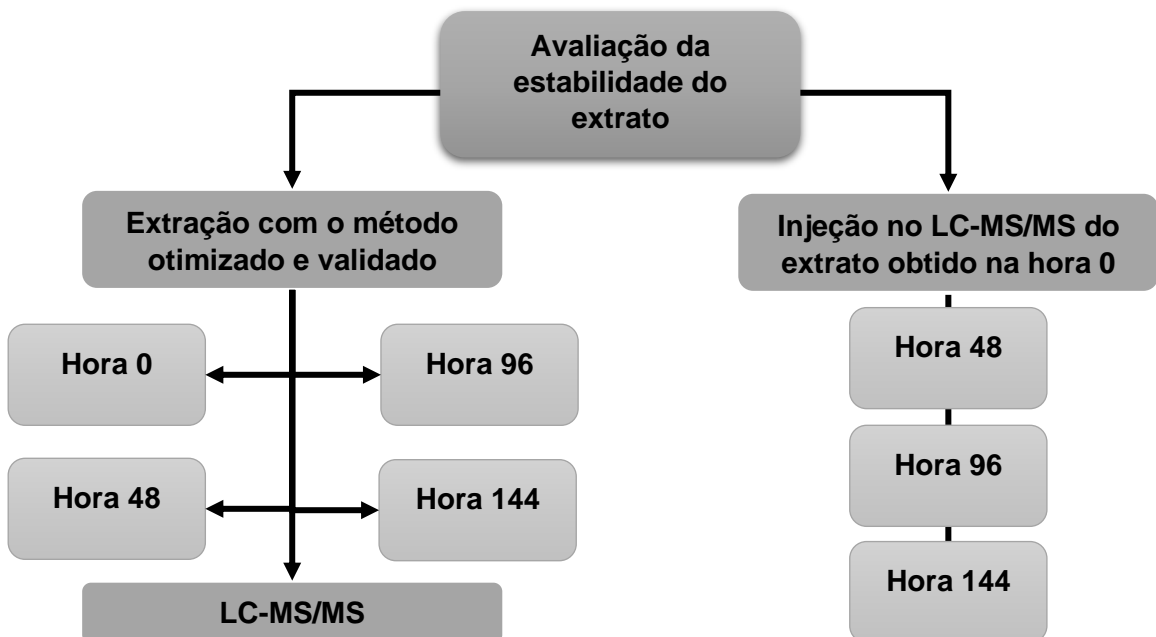 Avaliação da
estabilidade do
extrato
Extração com o método
otimizado e validado
Hora 0
Hora 96
Hora 48
Hora 144
LC-MS/MS
Injeção no LC-MS/MS do
extrato obtido na hora 0
Hora 48
Hora 96
Hora 144